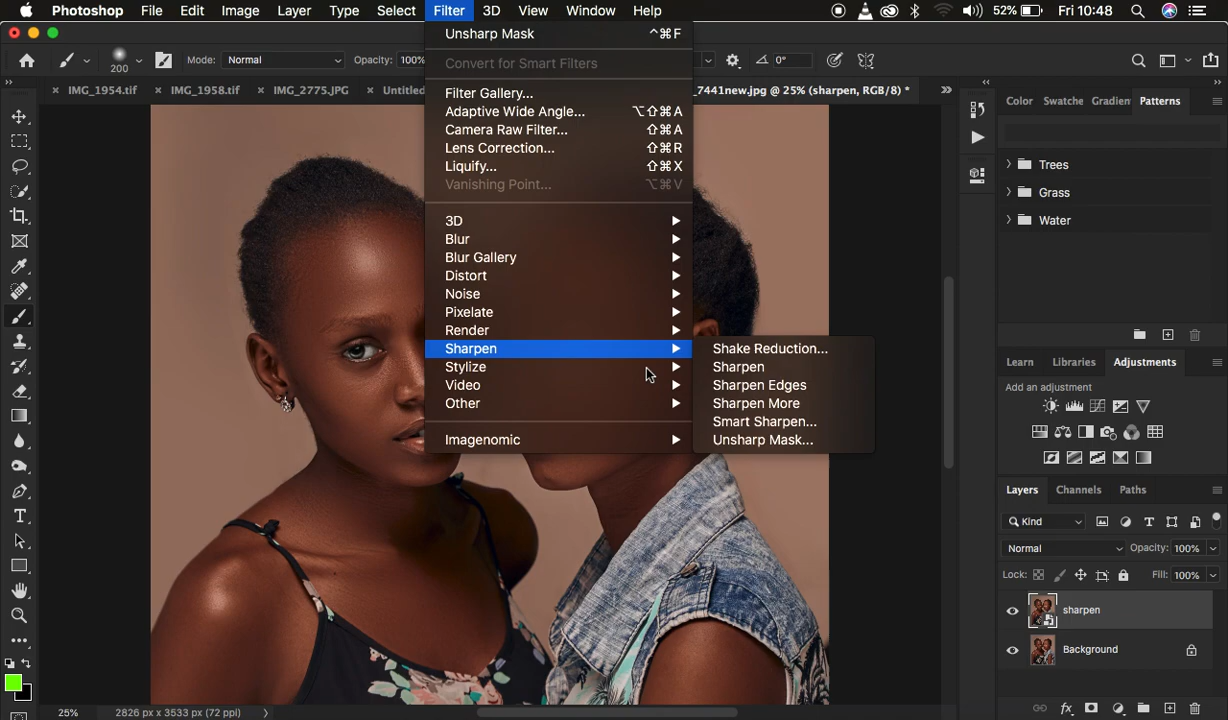 Photoshop File Edit Image Layer Type Select Filter 3D View Window Help 52% Fri 10:48
200 Mode: Normal Opacity: 100% 0°
IMG_1954.tif IMG_1958.tif IMG_2775.JPG Untitled _7441new.jpg @ 25% (sharpen, RGB/8) *
Unsharp Mask ⌃⌘F
Convert for Smart Filters
Filter Gallery...
Adaptive Wide Angle... ⌥⇧⌘A
Camera Raw Filter... ⇧⌘A
Lens Correction... ⇧⌘R
Liquify... ⇧⌘X
Vanishing Point... ⌥⌘V
3D
Blur
Blur Gallery
Distort
Noise
Pixelate
Render
Sharpen
Stylize
Video
Other
Imagenomic
Shake Reduction...
Sharpen
Sharpen Edges
Sharpen More
Smart Sharpen...
Unsharp Mask...
Color Swatche Gradien Patterns
Trees
Grass
Water
Learn Libraries Adjustments
Add an adjustment
Layers Channels Paths
Kind
Normal Opacity: 100%
Lock: Fill: 100%
sharpen
Background
25% 2826 px x 3533 px (72 ppi)